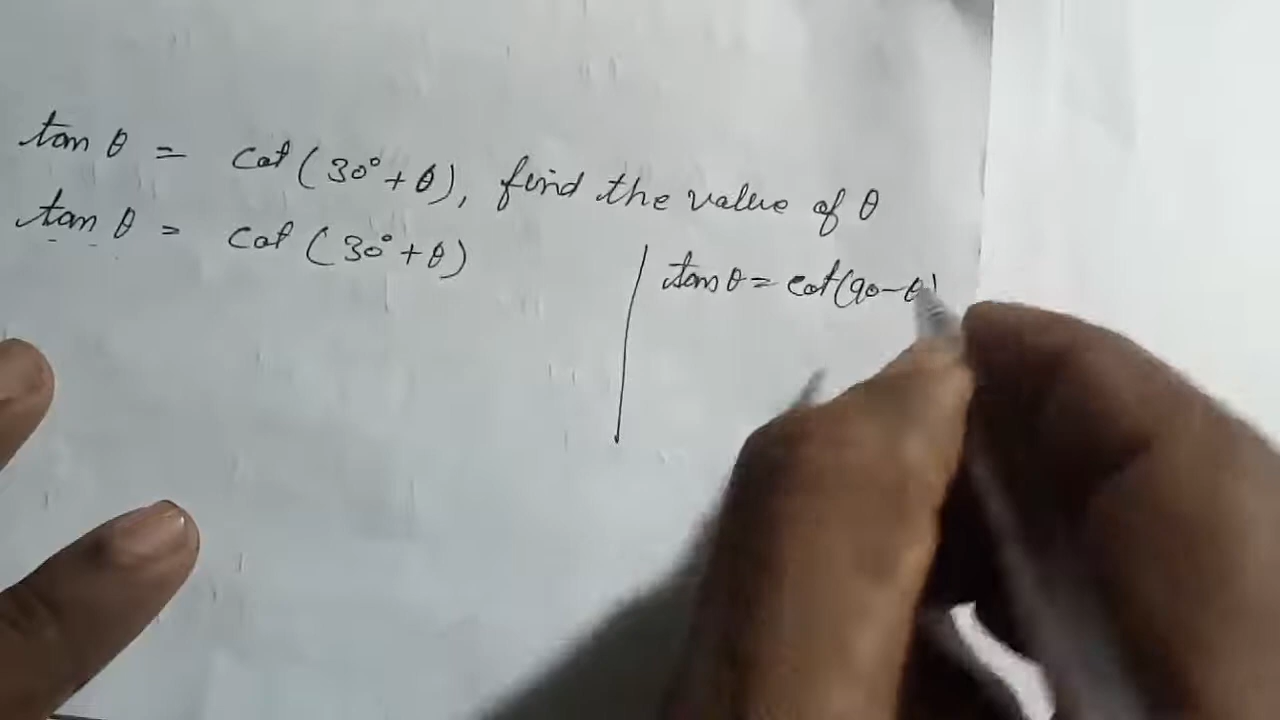 tan θ = cot (30° + θ), find the value of θ
tan θ = cot (30° + θ)
tan θ = cot (90 - θ)